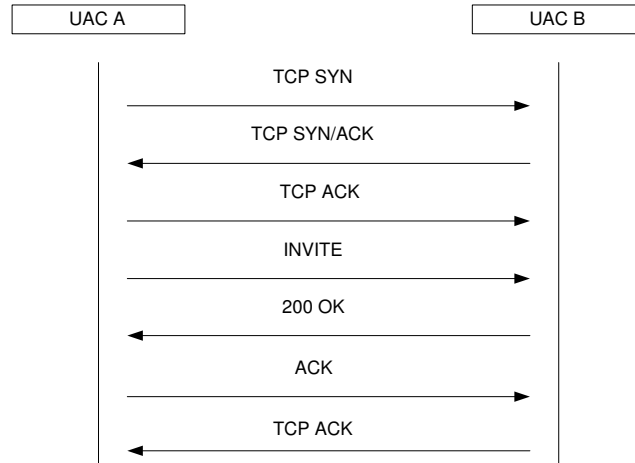 UAC A
UAC B
TCP SYN
TCP SYN/ACK
TCP ACK
INVITE
200 OK
ACK
TCP ACK